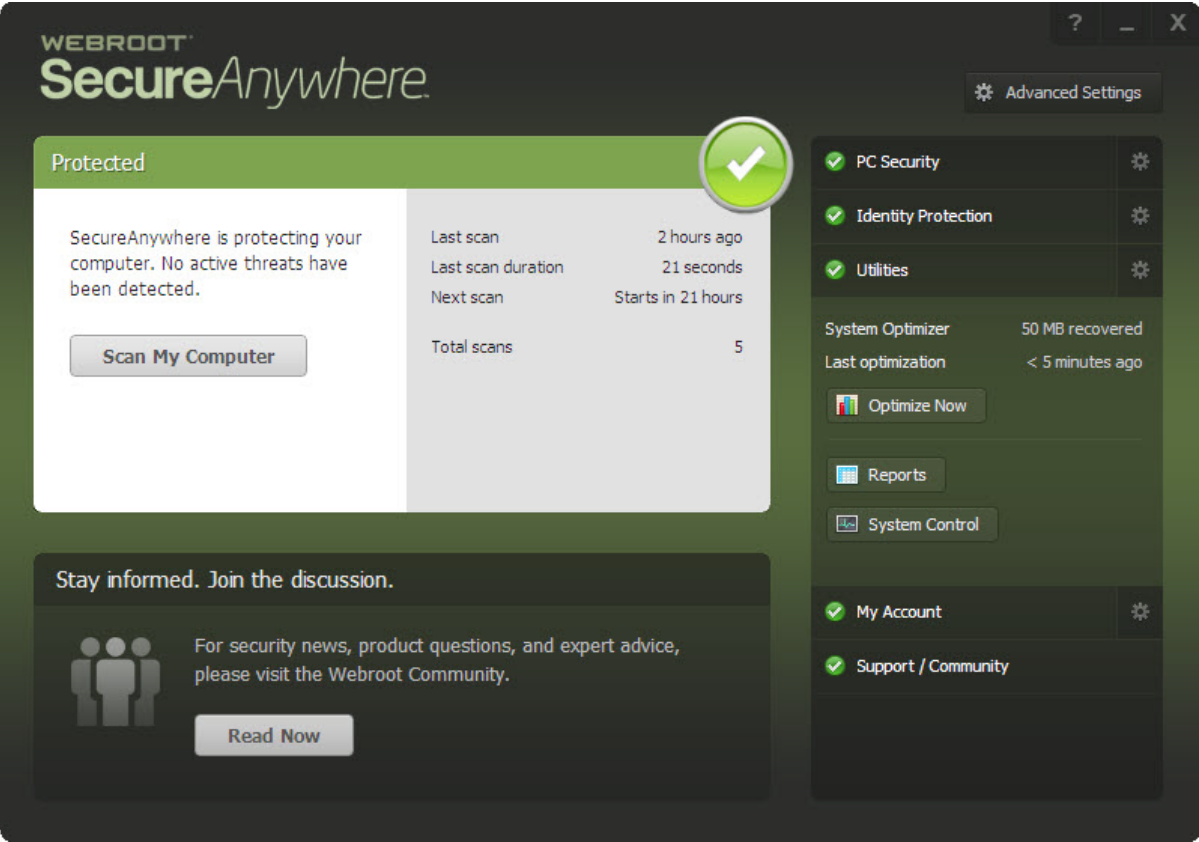 WEBROOT
SecureAnywhere™
?
_
X
Advanced Settings
Protected
SecureAnywhere is protecting your
computer. No active threats have
been detected.
Scan My Computer
Last scan 2 hours ago
Last scan duration 21 seconds
Next scan Starts in 21 hours
Total scans 5
Stay informed. Join the discussion.
For security news, product questions, and expert advice,
please visit the Webroot Community.
Read Now
PC Security
Identity Protection
Utilities
System Optimizer 50 MB recovered
Last optimization < 5 minutes ago
Optimize Now
Reports
System Control
My Account
Support / Community